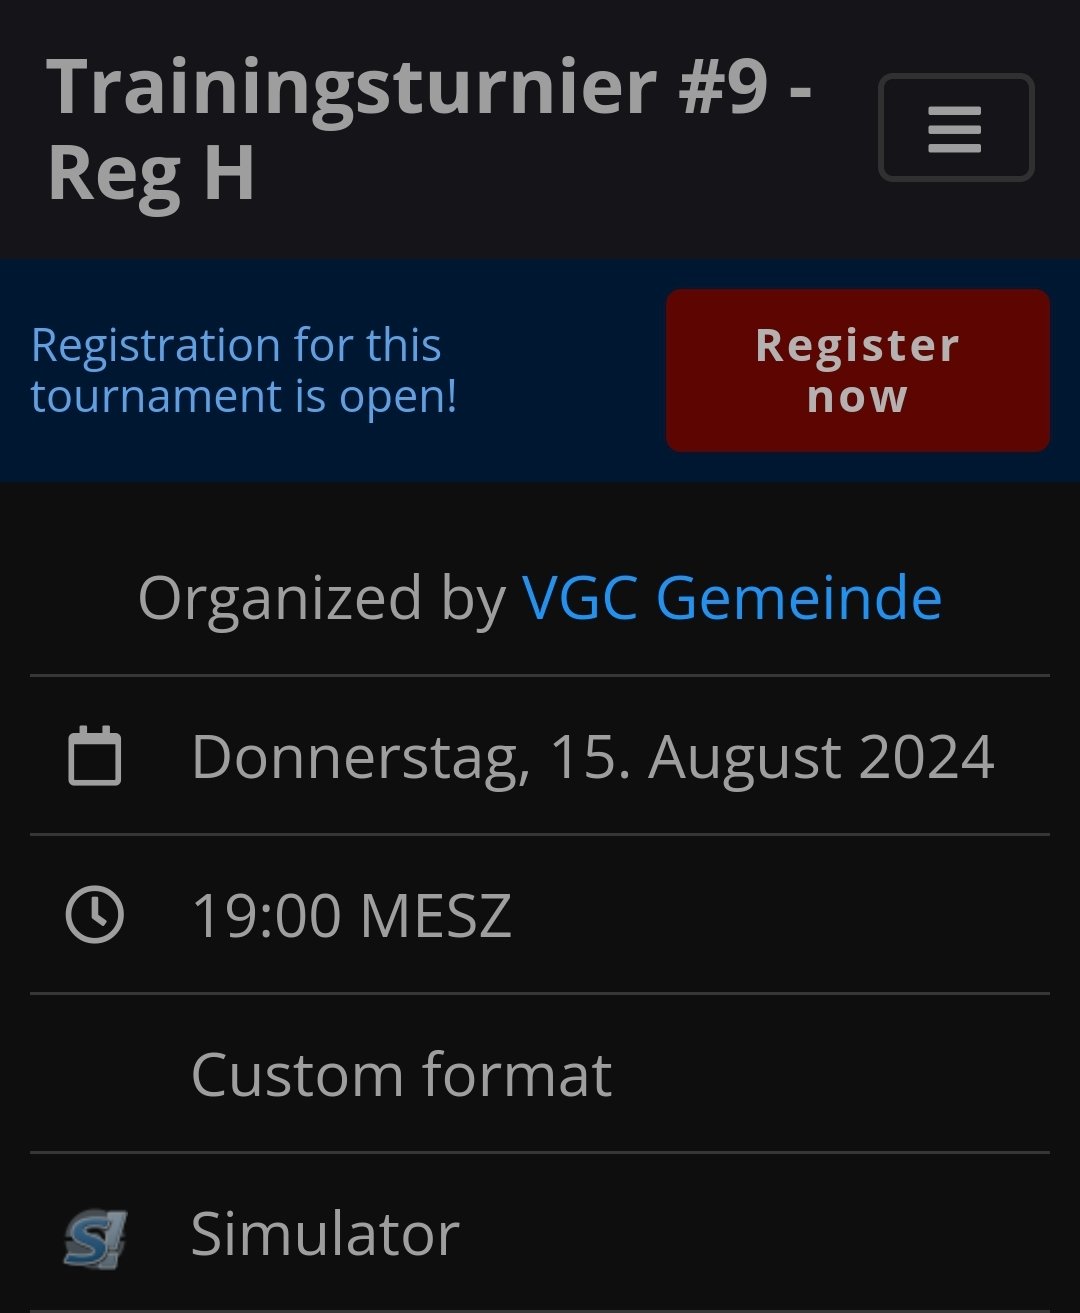 Trainingsturnier #9 -
Reg H
Registration for this
tournament is open!
Register
now
Organized by VGC Gemeinde
Donnerstag, 15. August 2024
19:00 MESZ
Custom format
S!
Simulator